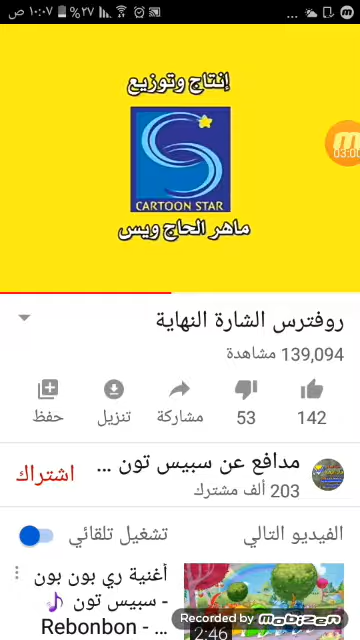 ١٠:٠٧ ص
٢٧%
...
إنتاج وتوزيع
CARTOON STAR
ماهر الحاج ويس
03:00
روفترس الشارة النهاية
139,094 مشاهدة
142
53
مشاركة
تنزيل
حفظ
مدافع عن سبيس تون ...
203 ألف مشترك
اشتراك
الفيديو التالي
تشغيل تلقائي
أغنية ري بون بون
- سبيس تون 🎵
Rebonbon - ...
2:46
Recorded by mobizen